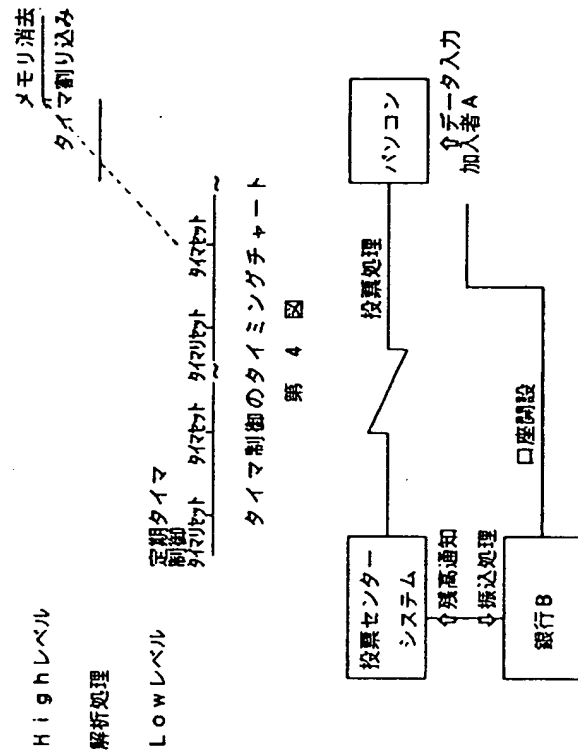 メモリ消去
タイマ割り込み
Highレベル
解析処理
Lowレベル
定期タイマ
制御
タイマリセット
タイマセット
タイマリセット
タイマセット
タイマ制御のタイミングチャート
第 4 図
投票センター
システム
投票処理
パソコン
残高通知
振込処理
データ入力
加入者A
銀行B
口座開設